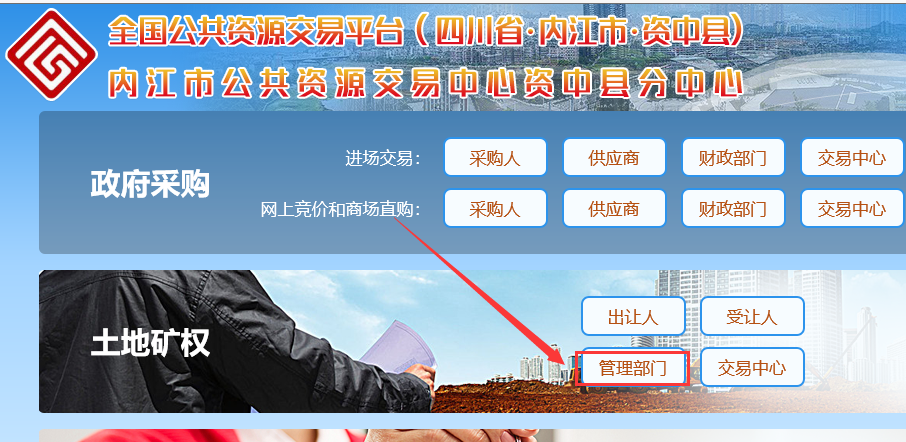 全国公共资源交易平台（四川省·内江市·资中县）
内江市公共资源交易中心资中县分中心
政府采购
进场交易： 采购人 供应商 财政部门 交易中心
网上竞价和商场直购： 采购人 供应商 财政部门 交易中心
土地矿权
出让人 受让人
管理部门 交易中心